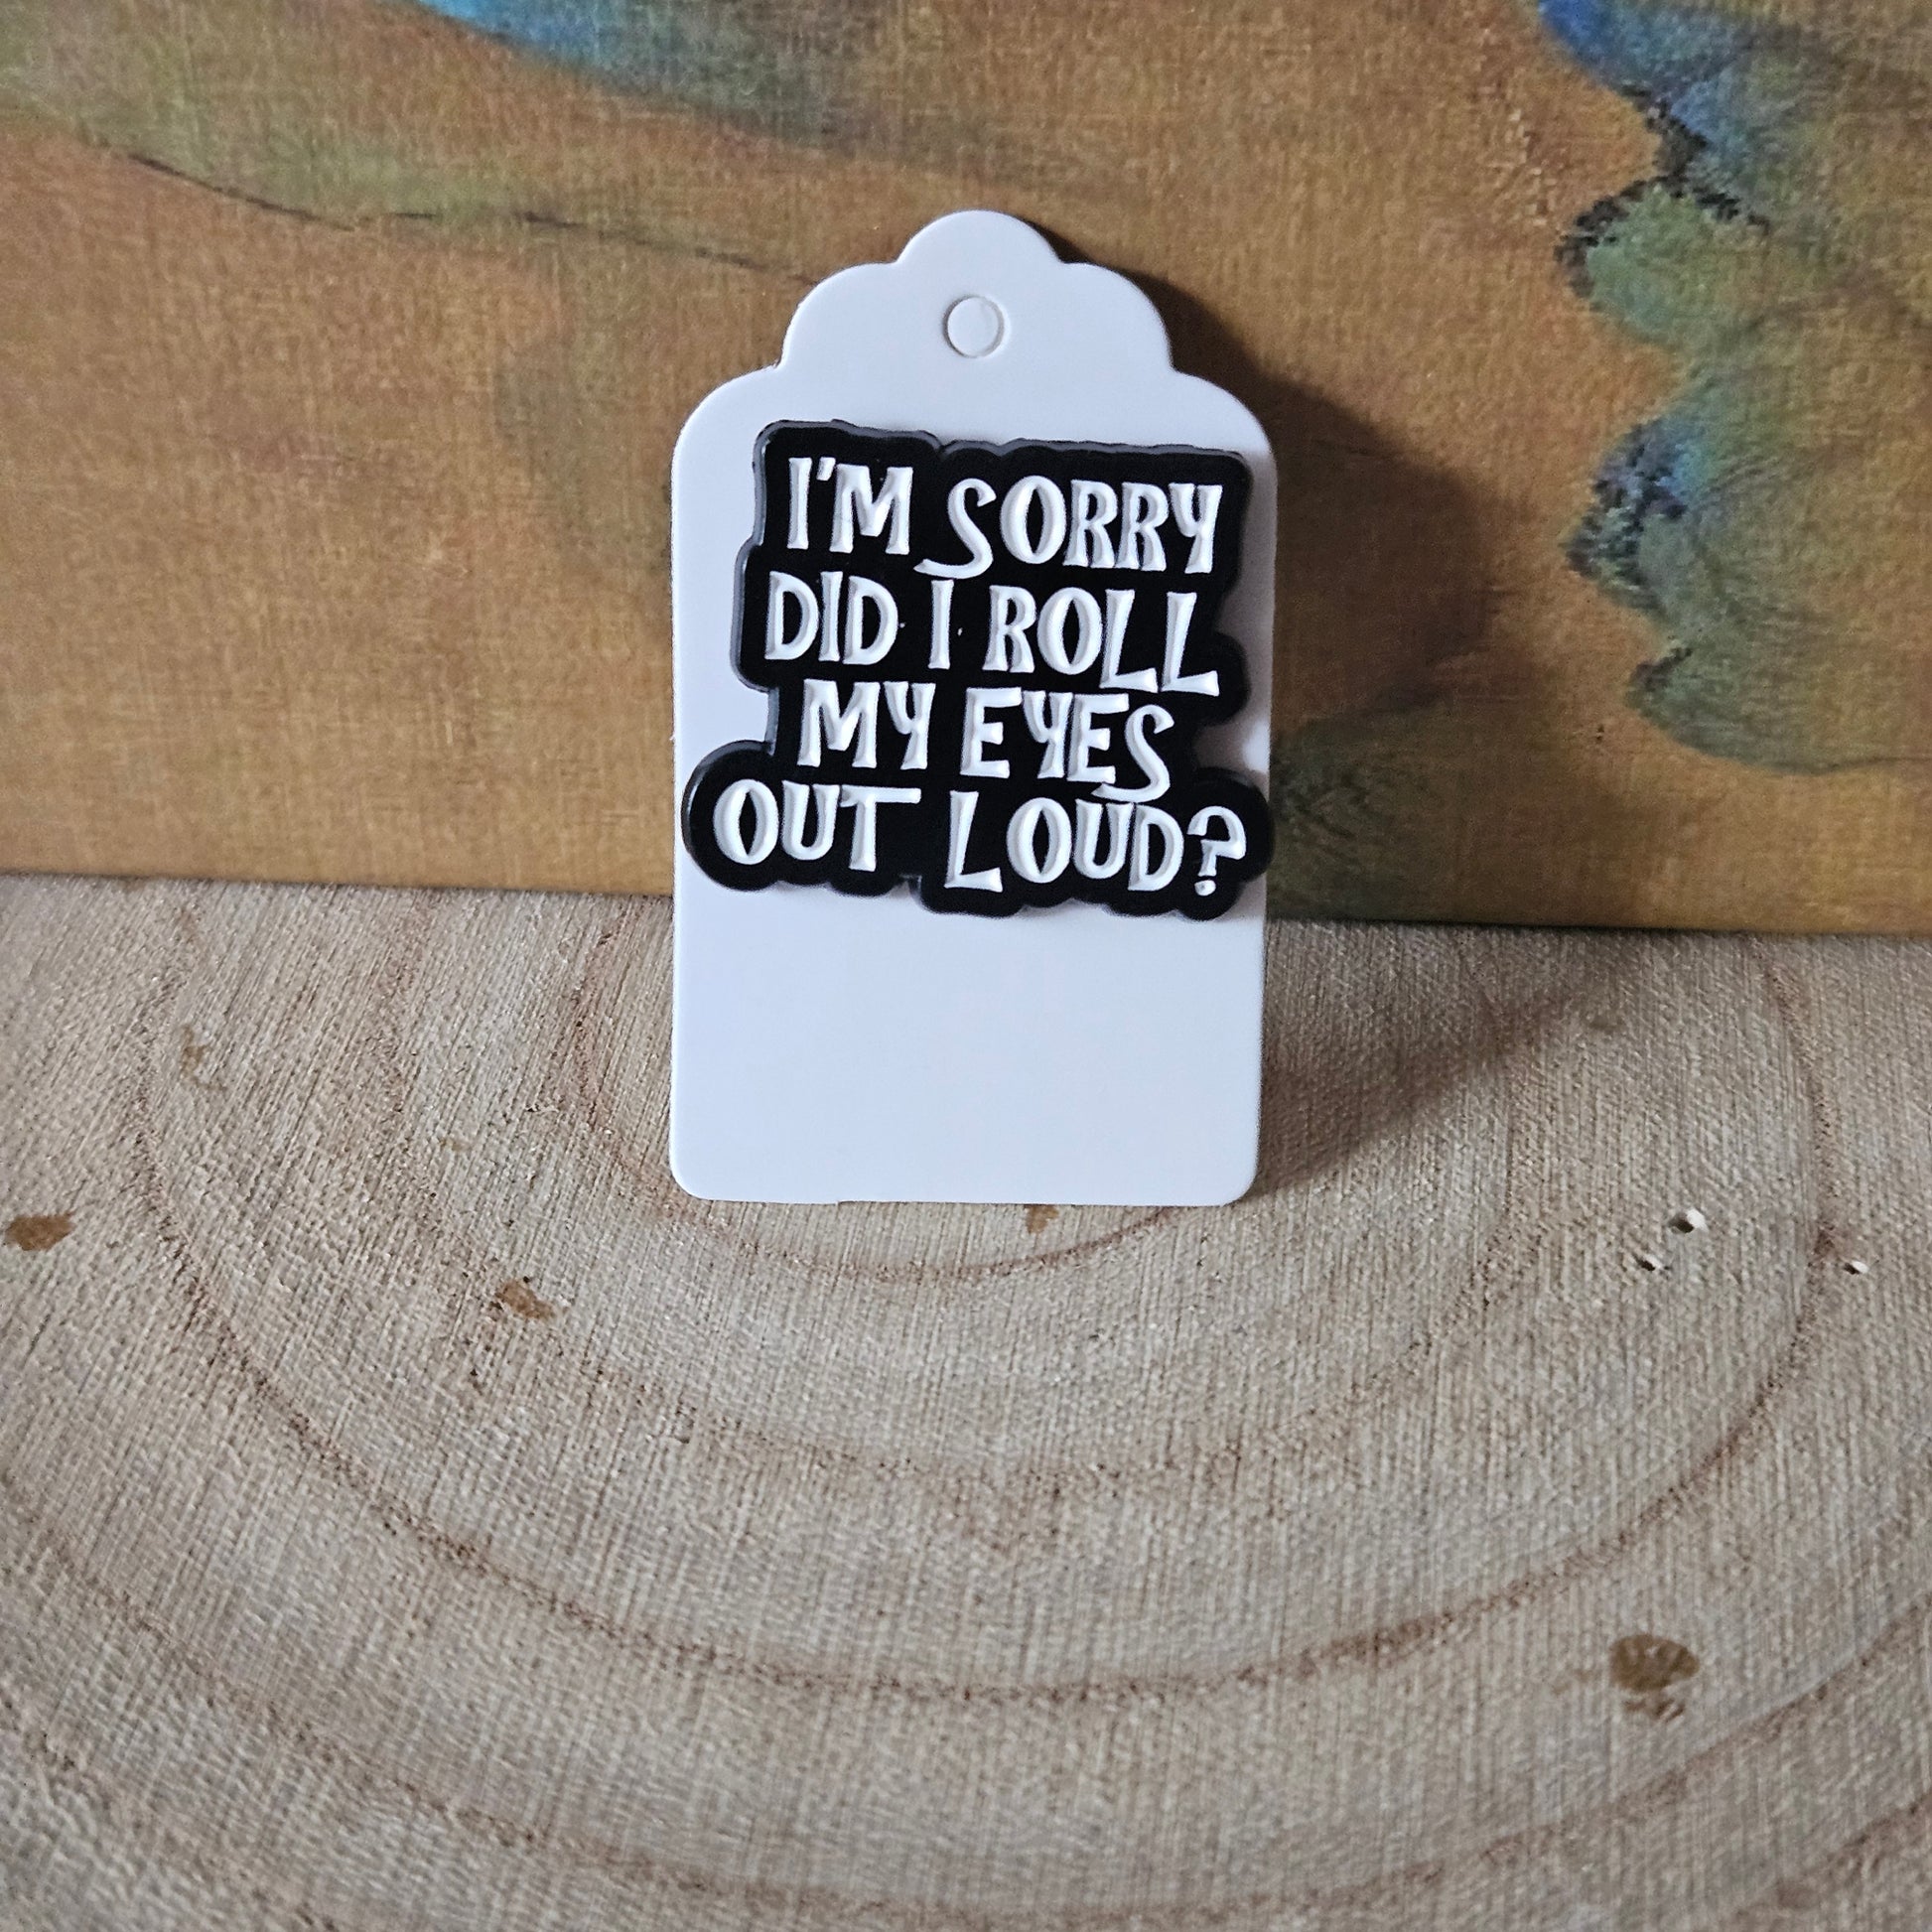 I'M SORRY
DID I ROLL
MY EYES
OUT LOUD?